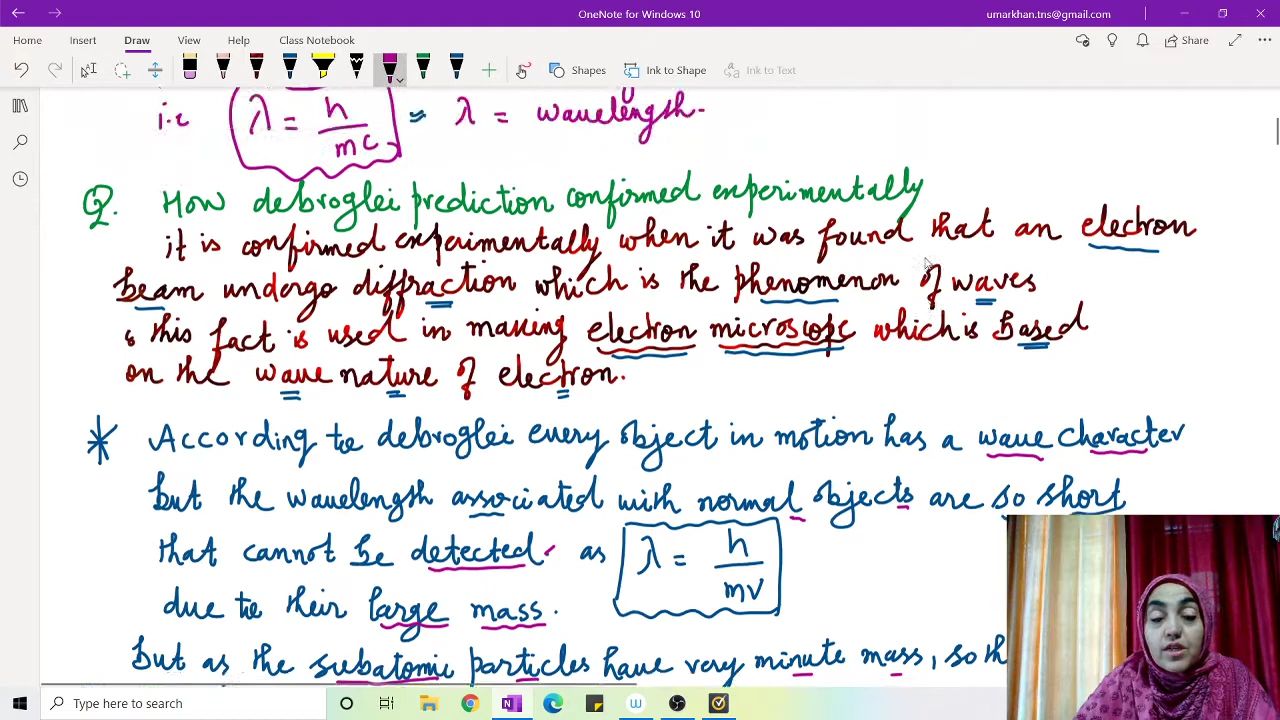 OneNote for Windows 10
umarkhan.tns@gmail.com
Home Insert Draw View Help Class Notebook
Share
Shapes Ink to Shape Ink to Text
i.e λ = h/mc λ = wavelength.
Q. How debroglei prediction confirmed experimentally
it is confirmed experimentally when it was found that an electron
beam undergo diffraction which is the phenomenon of waves
& this fact is used in making electron microscope which is based
on the wave nature of electron.
* According to debroglei every object in motion has a wave character
But the wavelength associated with normal objects are so short
that cannot be detected as λ = h/mv
due to their large mass.
But as the subatomic particles have very minute mass, so th
Type here to search